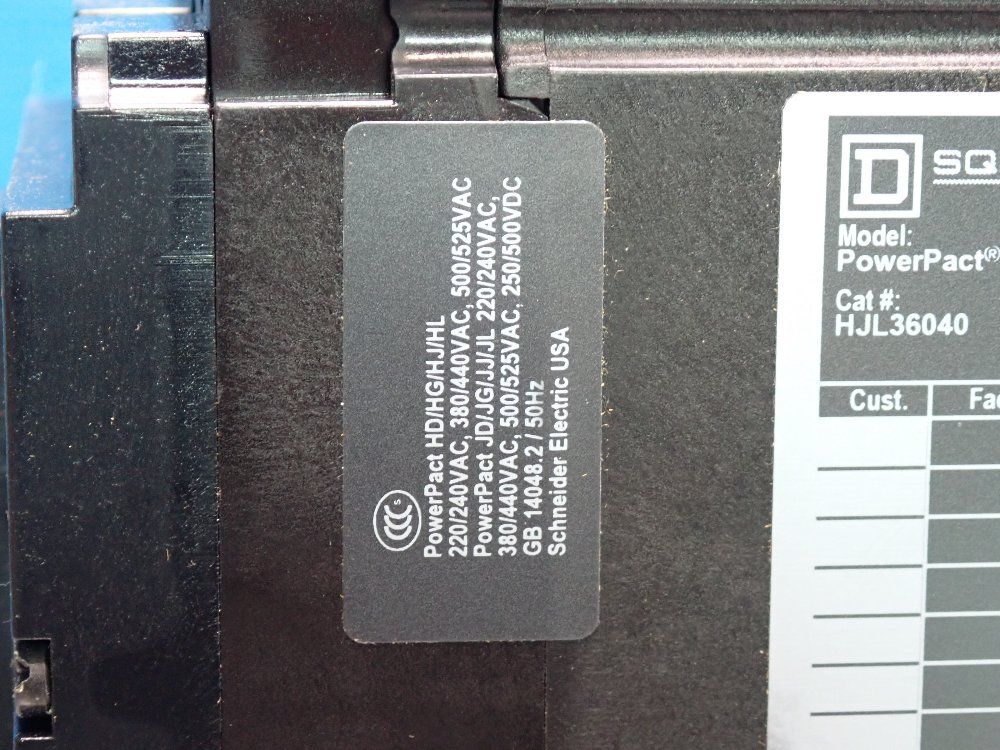 CCC S
PowerPact HD/HG/HJ/HL
220/240VAC, 380/440VAC, 500/525VAC
PowerPact JD/JG/JJ/JL 220/240VAC,
380/440VAC, 500/525VAC, 250/500VDC
GB 14048.2 / 50Hz
Schneider Electric USA
D SQ
Model:
PowerPact®
Cat #:
HJL36040
Cust.